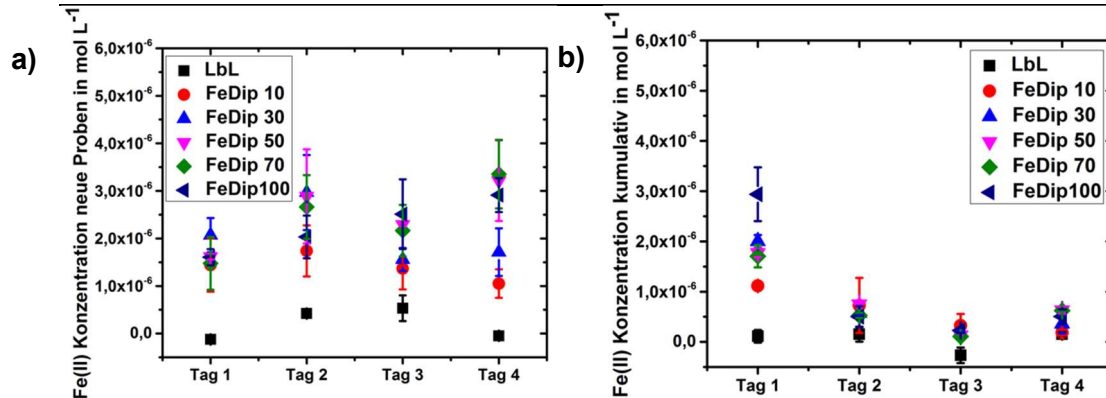 a)
Fe(II) Konzentration neue Proben in mol L⁻¹
6,0x10⁻⁶
5,0x10⁻⁶
4,0x10⁻⁶
3,0x10⁻⁶
2,0x10⁻⁶
1,0x10⁻⁶
0,0
LbL
FeDip 10
FeDip 30
FeDip 50
FeDip 70
FeDip100
Tag 1 Tag 2 Tag 3 Tag 4
b)
Fe(II) Konzentration kumulativ in mol L⁻¹
6,0x10⁻⁶
5,0x10⁻⁶
4,0x10⁻⁶
3,0x10⁻⁶
2,0x10⁻⁶
1,0x10⁻⁶
0,0
LbL
FeDip 10
FeDip 30
FeDip 50
FeDip 70
FeDip100
Tag 1 Tag 2 Tag 3 Tag 4